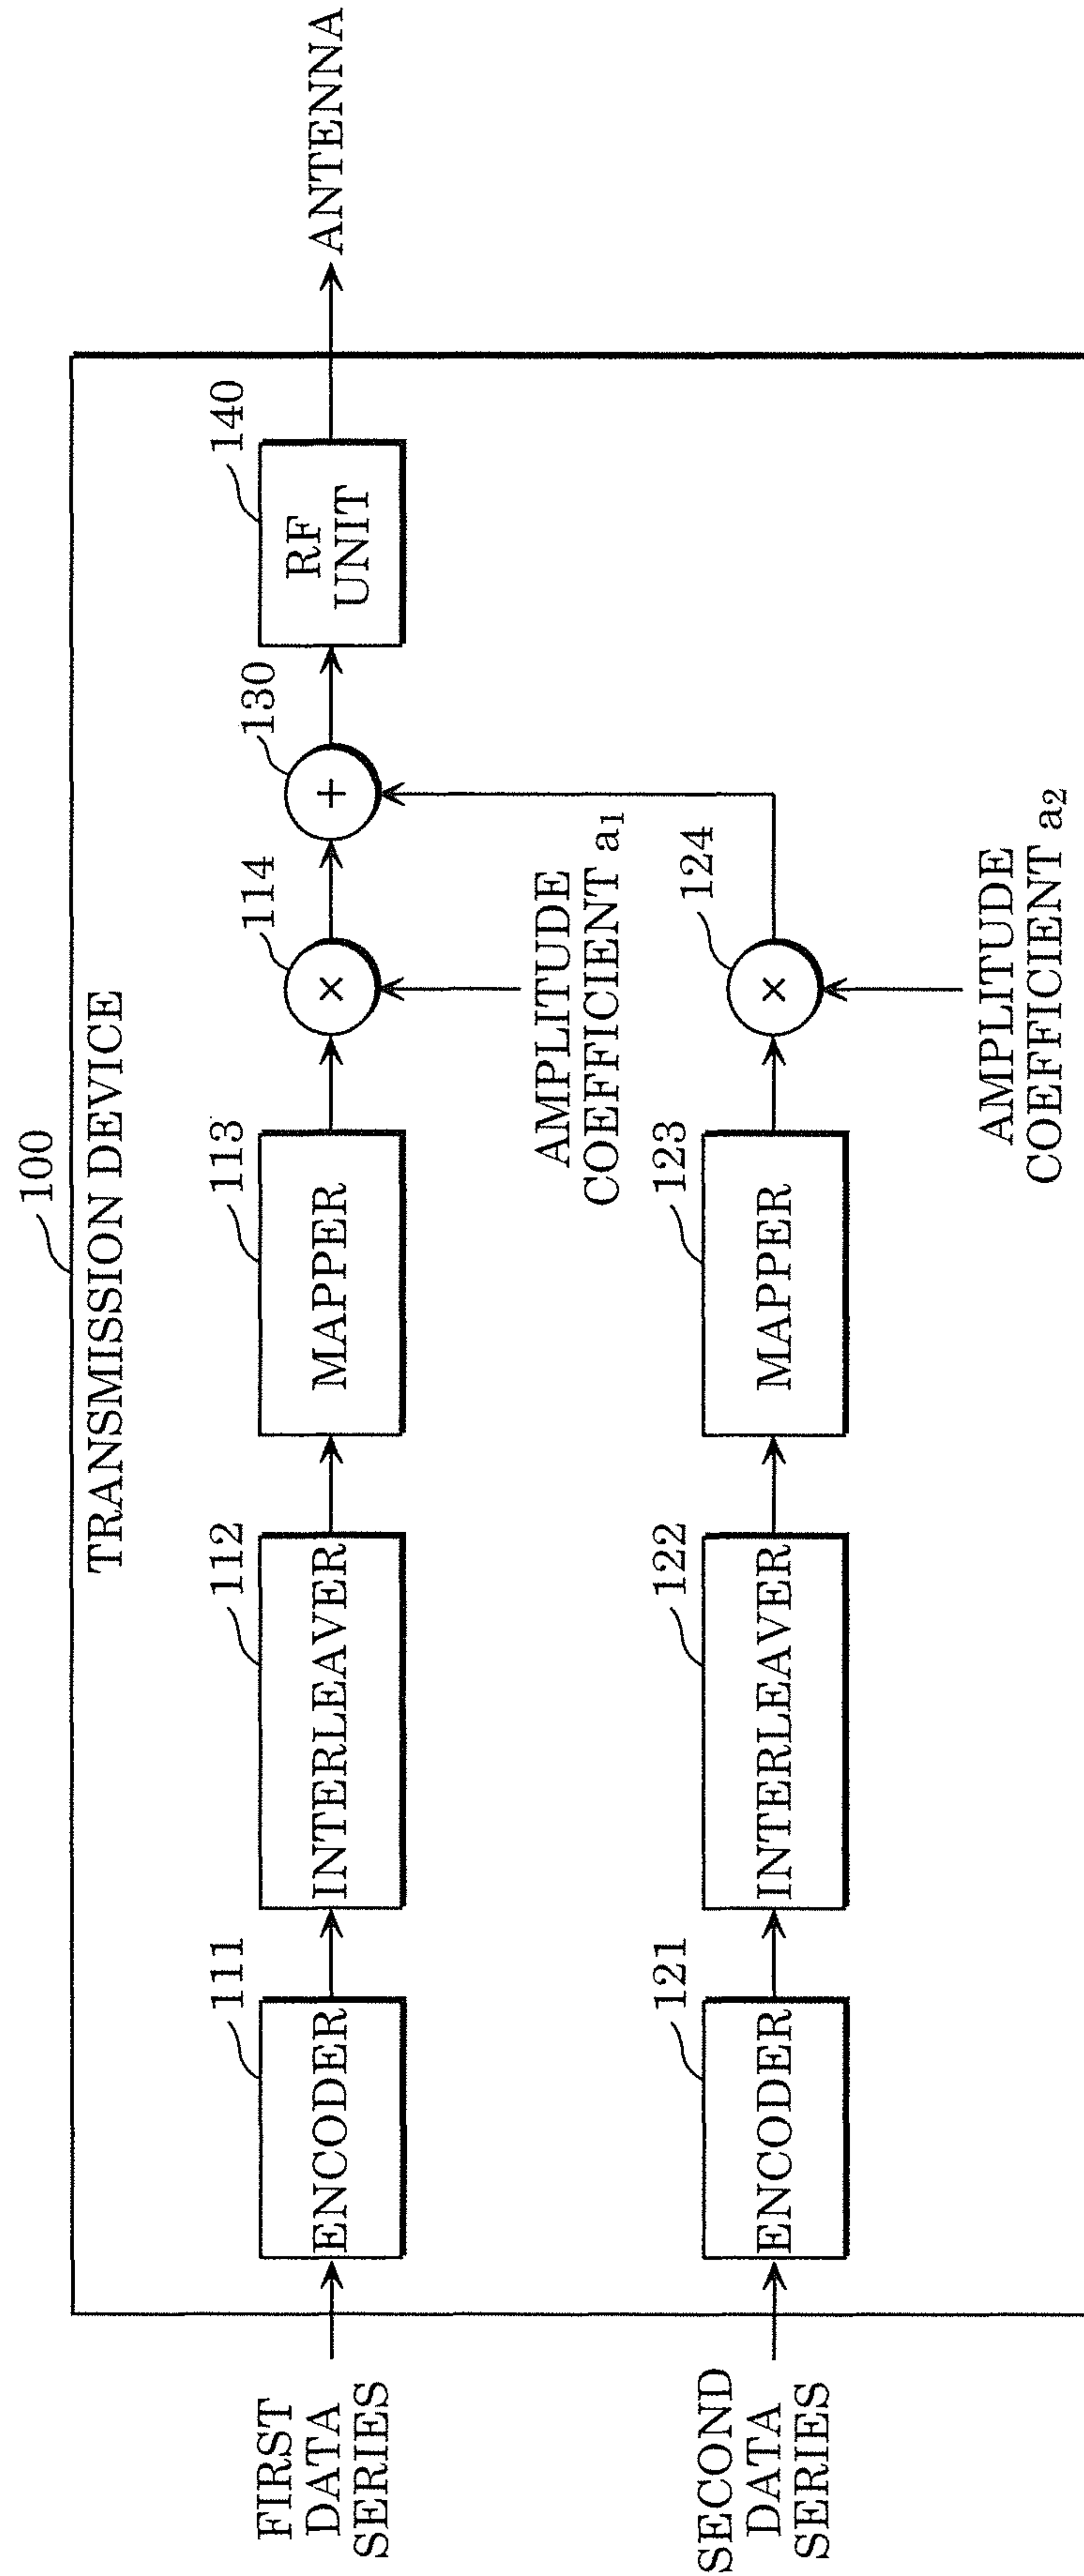 100
TRANSMISSION DEVICE
FIRST
DATA
SERIES
111
ENCODER
112
INTERLEAVER
113
MAPPER
114
×
AMPLITUDE
COEFFICIENT a₁
130
+
140
RF
UNIT
ANTENNA
SECOND
DATA
SERIES
121
ENCODER
122
INTERLEAVER
123
MAPPER
124
×
AMPLITUDE
COEFFICIENT a₂